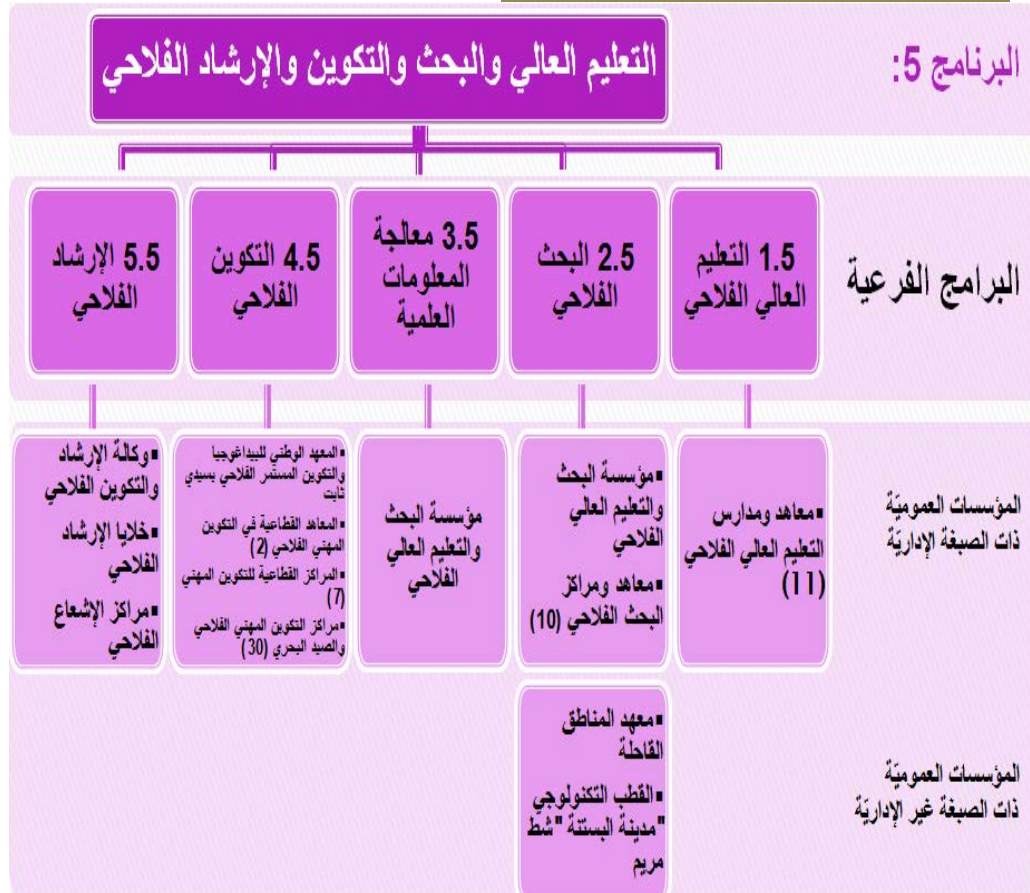 البرنامج 5:
التعليم العالي والبحث والتكوين والإرشاد الفلاحي
البرامج الفرعية
1.5 التعليم
العالي الفلاحي
2.5 البحث
الفلاحي
3.5 معالجة
المعلومات
العلمية
4.5 التكوين
الفلاحي
5.5 الإرشاد
الفلاحي
المؤسسات العموميّة
ذات الصبغة الإداريّة
▪معاهد ومدارس
التعليم العالي الفلاحي
(11)
▪مؤسسة البحث
والتعليم العالي
الفلاحي
▪معاهد ومراكز
البحث الفلاحي (10)
مؤسسة البحث
والتعليم العالي
الفلاحي
▪المعهد الوطني للبيداغوجيا
والتكوين المستمر الفلاحي بسيدي
ثابت
▪المعاهد القطاعية في التكوين
المهني الفلاحي (2)
▪المراكز القطاعية للتكوين المهني
(7)
▪مراكز التكوين المهني الفلاحي
والصيد البحري (30)
▪وكالة الإرشاد
والتكوين الفلاحي
▪خلايا الإرشاد
الفلاحي
▪مراكز الإشعاع
الفلاحي
المؤسسات العموميّة
ذات الصبغة غير الإداريّة
▪معهد المناطق
القاحلة
▪القطب التكنولوجي
"مدينة البستنة "شط
مريم